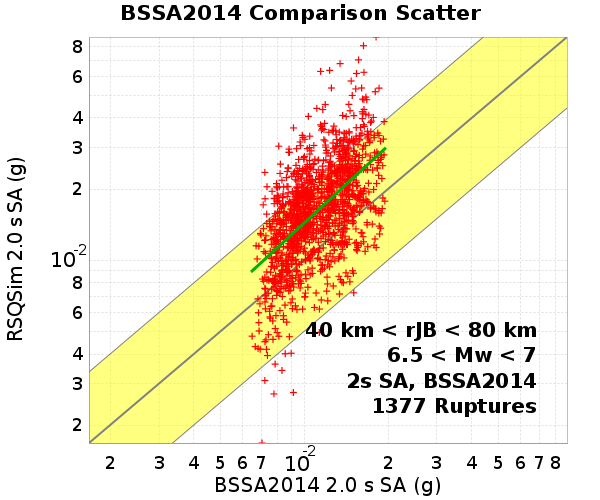 BSSA2014 Comparison Scatter
RSQSim 2.0 s SA (g)
8
6
4
3
2
10-2
8
6
4
3
2
40 km < rJB < 80 km
6.5 < Mw < 7
2s SA, BSSA2014
1377 Ruptures
2 3 4 5 6 7 10-2 2 3 4 5 6 7 8
BSSA2014 2.0 s SA (g)